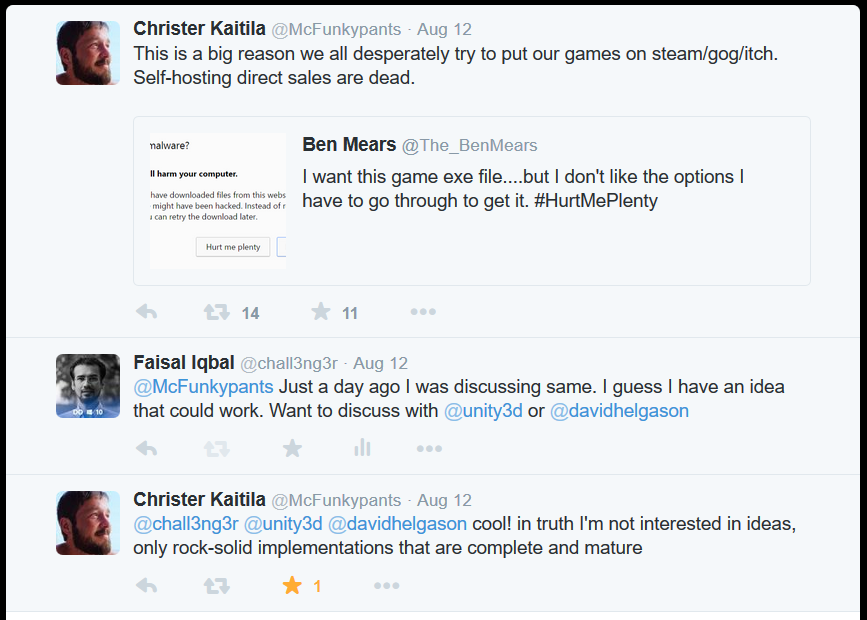 Christer Kaitila @McFunkypants · Aug 12
This is a big reason we all desperately try to put our games on steam/gog/itch.
Self-hosting direct sales are dead.
malware?
ll harm your computer.
have downloaded files from this webs
might have been hacked. Instead of r
can retry the download later.
Hurt me plenty
Ben Mears @The_BenMears
I want this game exe file....but I don't like the options I
have to go through to get it. #HurtMePlenty
14 11
Faisal Iqbal @chall3ng3r · Aug 12
@McFunkypants Just a day ago I was discussing same. I guess I have an idea
that could work. Want to discuss with @unity3d or @davidhelgason
Christer Kaitila @McFunkypants · Aug 12
@chall3ng3r @unity3d @davidhelgason cool! in truth I'm not interested in ideas,
only rock-solid implementations that are complete and mature
1